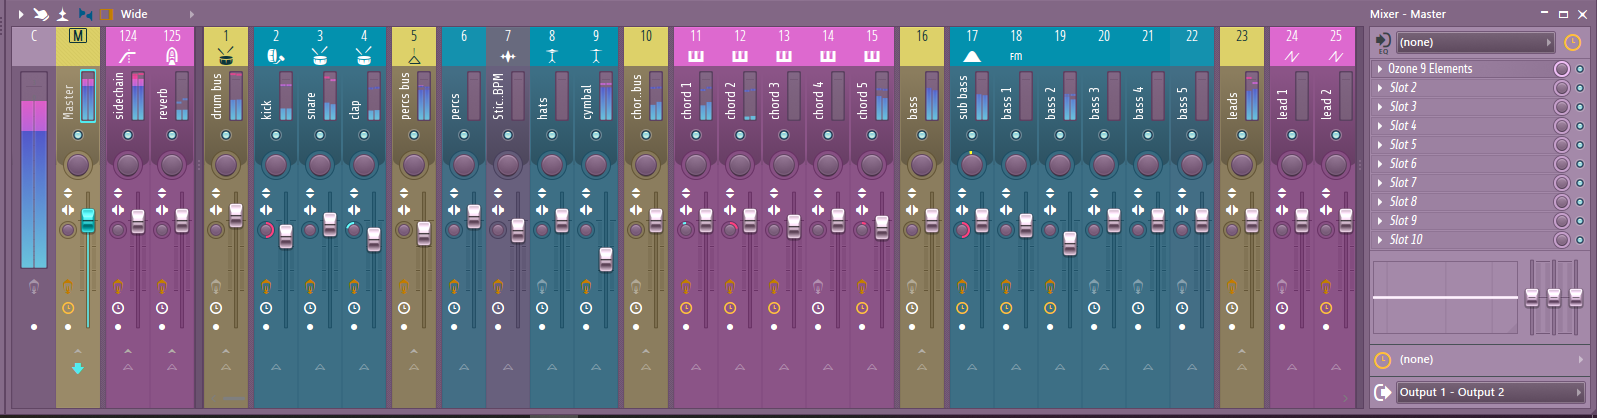 Wide
Mixer - Master
C
M
124
125
1
2
3
4
5
6
7
8
9
10
11
12
13
14
15
16
17
18
19
20
21
22
23
24
25
FM
EQ
(none)
Master
sidechain
reverb
drum bus
kick
snare
clap
percs bus
percs
Stic..BPM
hats
cymbal
chor..bus
chord 1
chord 2
chord 3
chord 4
chord 5
bass
sub bass
bass 1
bass 2
bass 3
bass 4
bass 5
leads
lead 1
lead 2
Ozone 9 Elements
Slot 2
Slot 3
Slot 4
Slot 5
Slot 6
Slot 7
Slot 8
Slot 9
Slot 10
(none)
Output 1 - Output 2